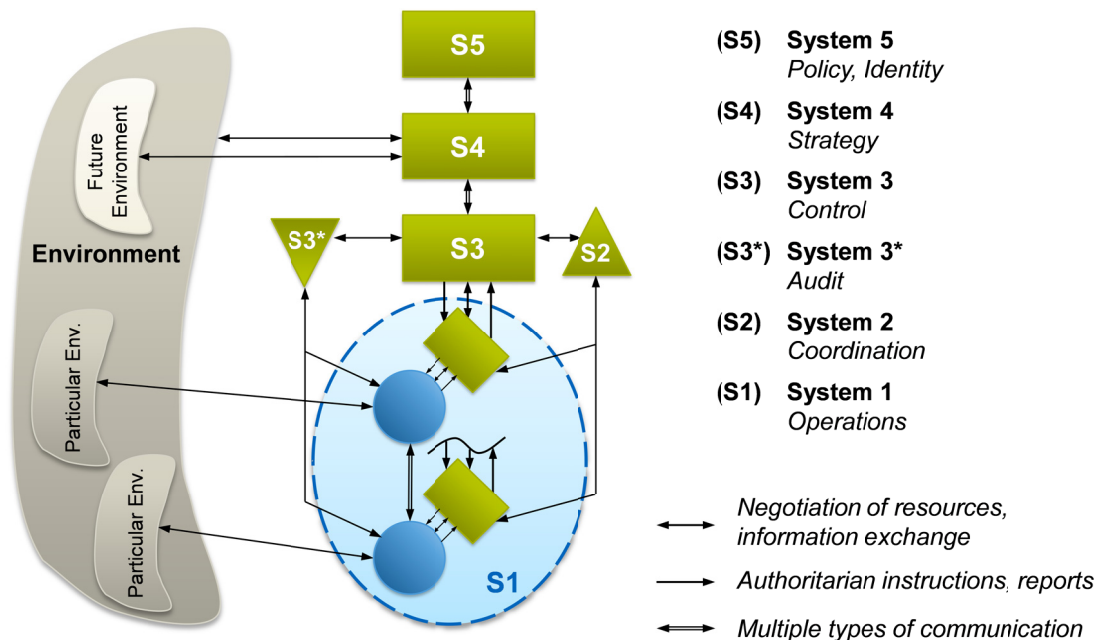 S5
S4
S3
S3*
S2
S1
Future
Environment
Environment
Particular Env.
Particular Env.
(S5) System 5
Policy, Identity
(S4) System 4
Strategy
(S3) System 3
Control
(S3*) System 3*
Audit
(S2) System 2
Coordination
(S1) System 1
Operations
Negotiation of resources,
information exchange
Authoritarian instructions, reports
Multiple types of communication